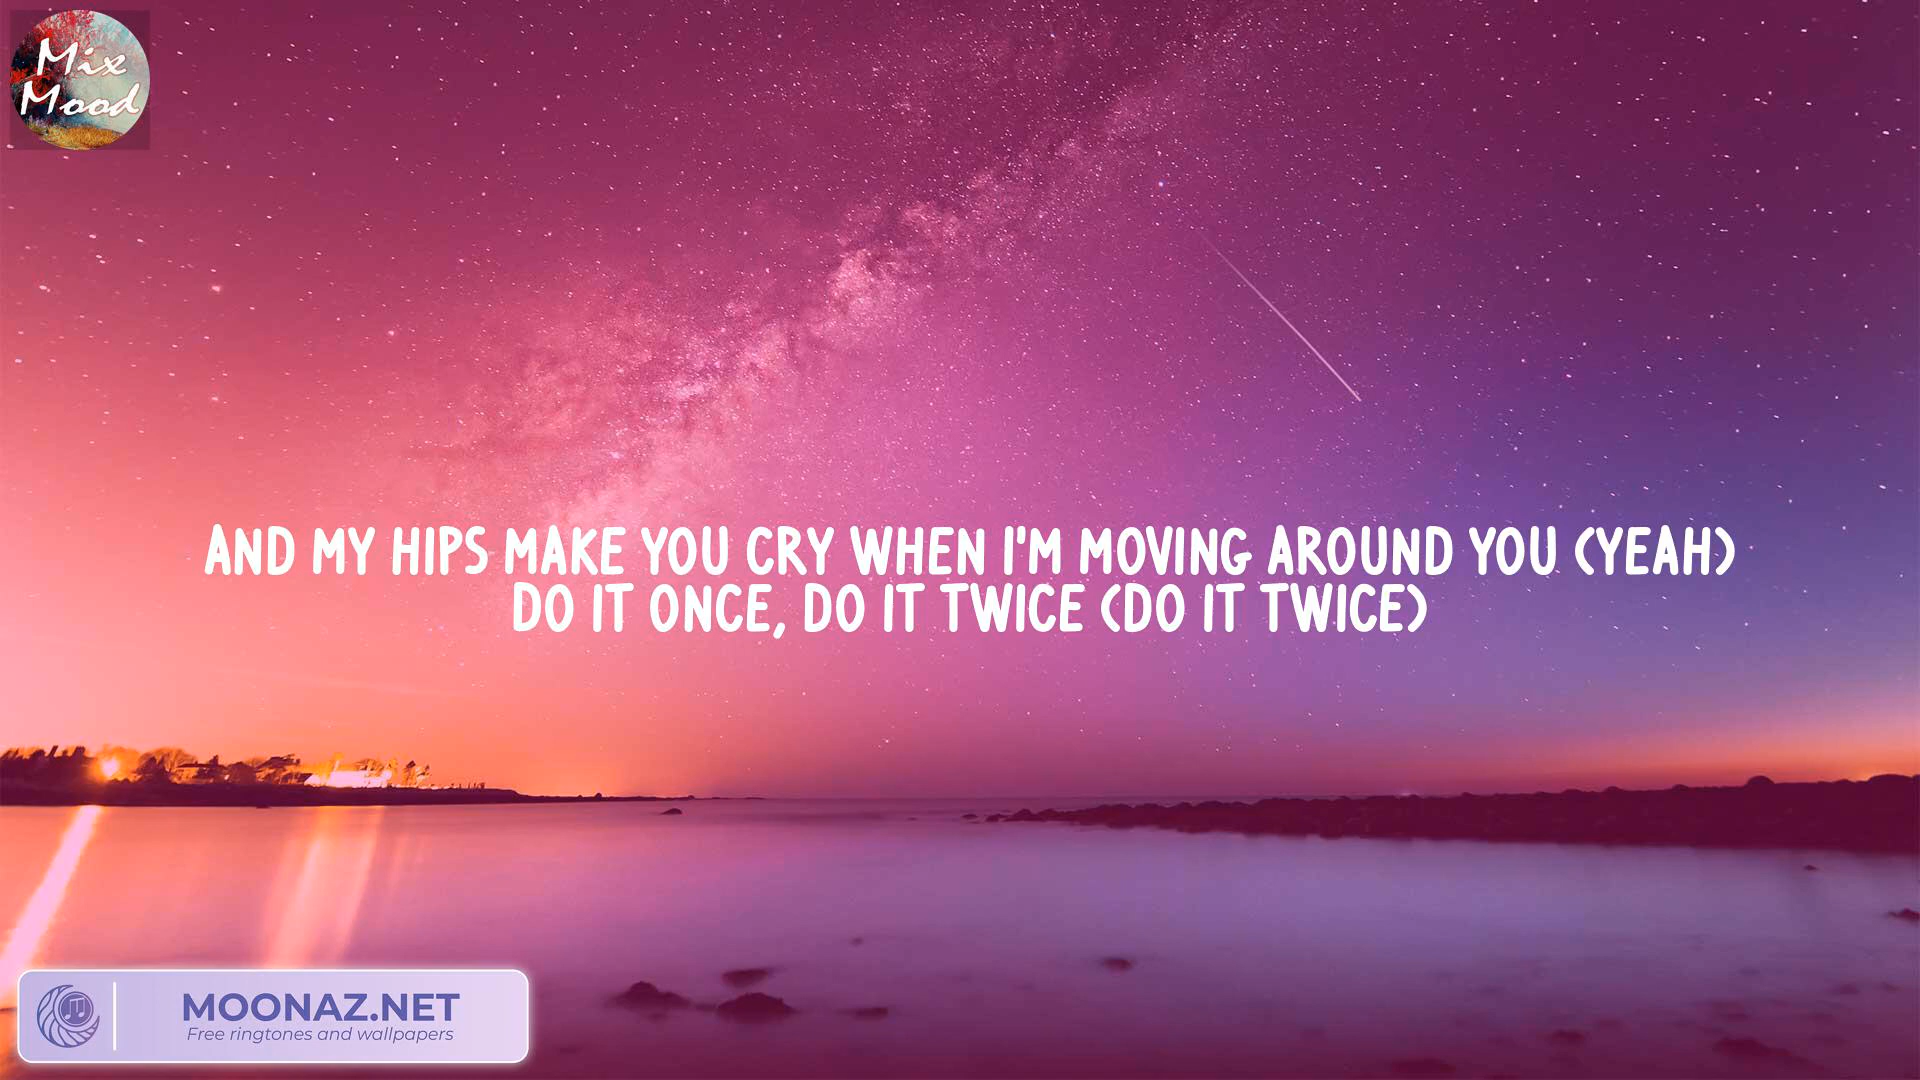 Mix
Mood
AND MY HIPS MAKE YOU CRY WHEN I'M MOVING AROUND YOU (YEAH)
DO IT ONCE, DO IT TWICE (DO IT TWICE)
MOONAZ.NET
Free ringtones and wallpapers